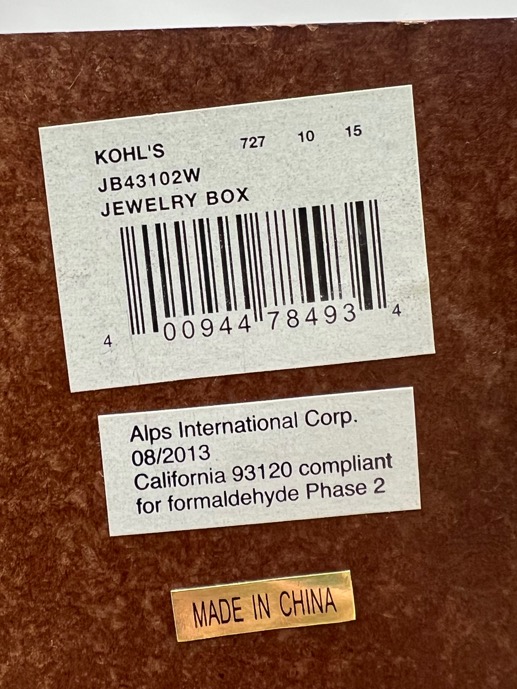 KOHL'S 727 10 15
JB43102W
JEWELRY BOX
4 00944 78493 4
Alps International Corp.
08/2013
California 93120 compliant
for formaldehyde Phase 2
MADE IN CHINA